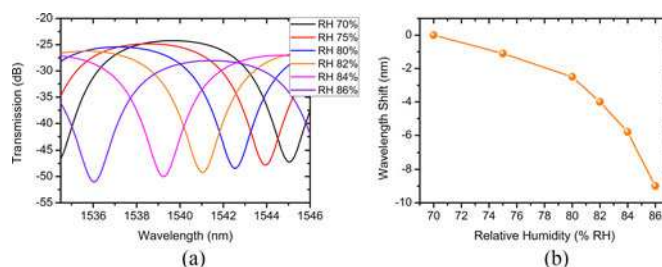 -20
-25
-30
-35
-40
-45
-50
-55
Transmission (dB)
1536 1538 1540 1542 1544 1546
Wavelength (nm)
RH 70%
RH 75%
RH 80%
RH 82%
RH 84%
RH 86%
(a)
0
-2
-4
-6
-8
-10
Wavelength Shift (nm)
70 72 74 76 78 80 82 84 86
Relative Humidity (% RH)
(b)